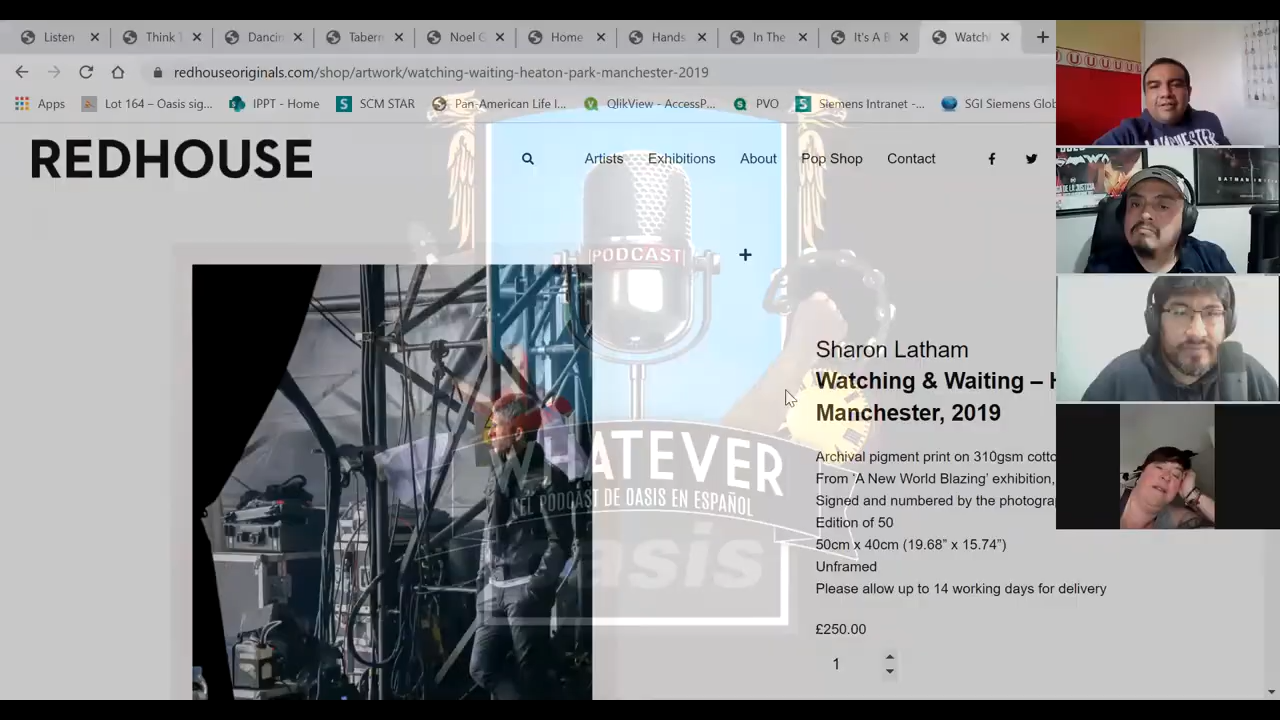 Listen
Think T
Dancin
Tabern
Noel G
Home
Hands
In The
It's A B
Watchi
redhouseoriginals.com/shop/artwork/watching-waiting-heaton-park-manchester-2019
Apps
Lot 164 – Oasis sig...
IPPT - Home
SCM STAR
Pan-American Life I...
QlikView - AccessP...
PVO
Siemens Intranet -...
SGI Siemens Glob
REDHOUSE
Artists
Exhibitions
About
Pop Shop
Contact
PODCAST
Sharon Latham
Watching & Waiting – H
Manchester, 2019
Archival pigment print on 310gsm cotto
From 'A New World Blazing' exhibition,
Signed and numbered by the photograp
Edition of 50
50cm x 40cm (19.68” x 15.74”)
Unframed
Please allow up to 14 working days for delivery
£250.00
1
WHATEVER
EL PODCAST DE OASIS EN ESPAÑOL
oasis
BATMAN